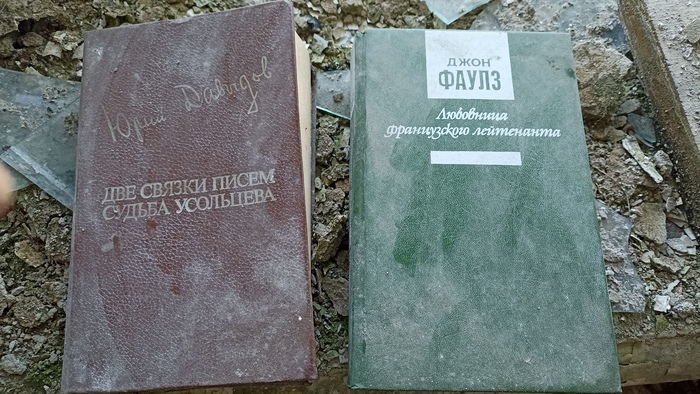 Юрий Давыдов
ДВЕ СВЯЗКИ ПИСЕМ
СУДЬБА УСОЛЬЦЕВА
ДЖОН
ФАУЛЗ
Любовница
французского лейтенанта